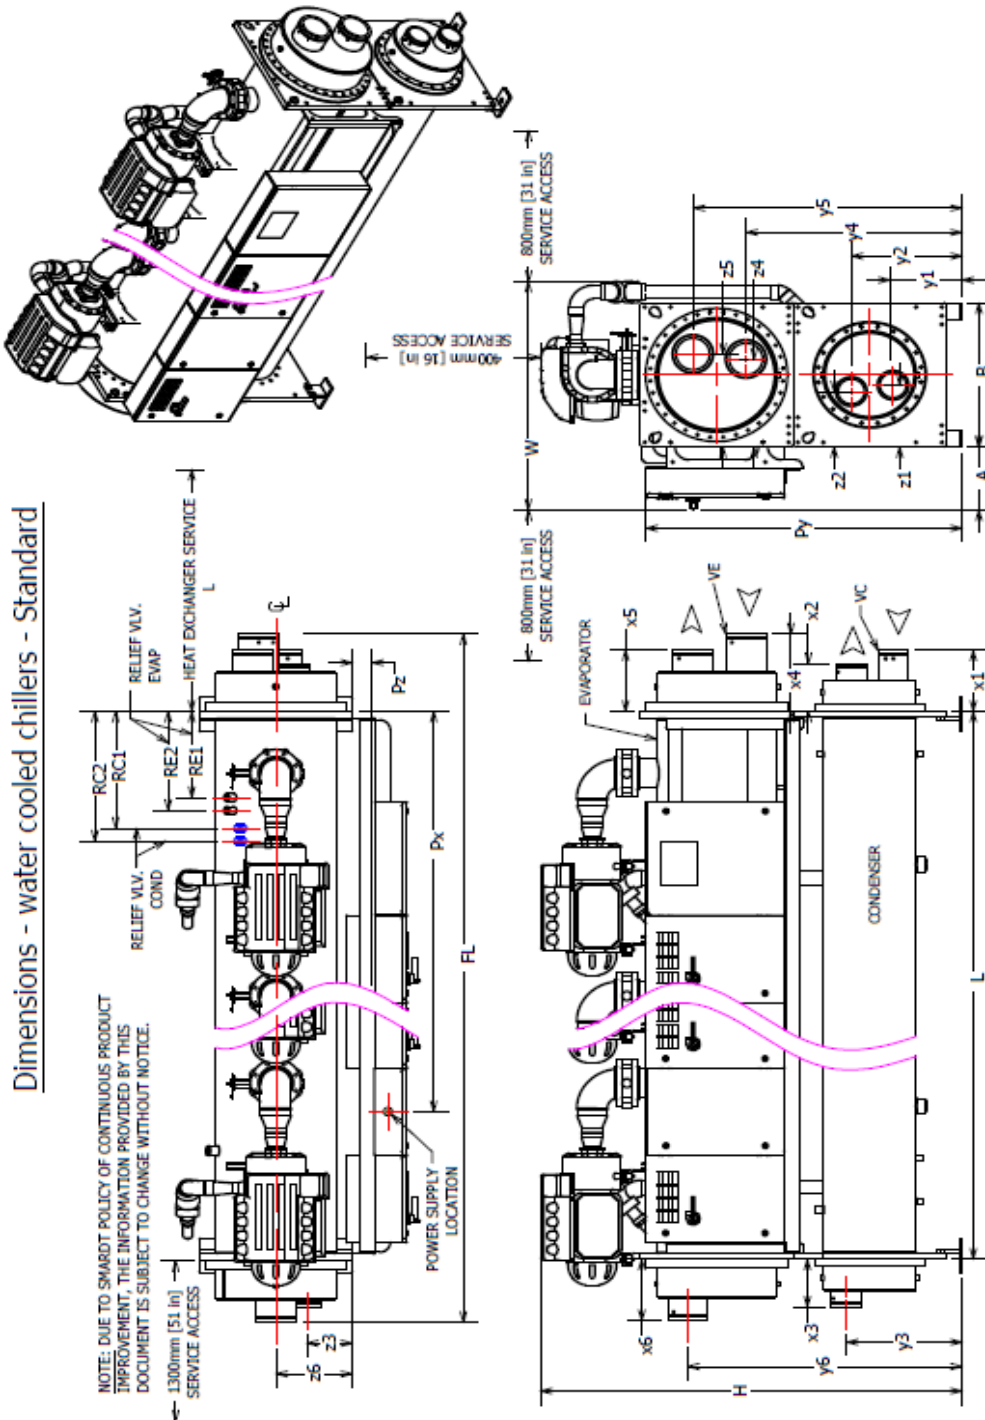 Dimensions - water cooled chillers - Standard
NOTE: DUE TO SMARDT POLICY OF CONTINUOUS PRODUCT
IMPROVEMENT, THE INFORMATION PROVIDED BY THIS
DOCUMENT IS SUBJECT TO CHANGE WITHOUT NOTICE.
1300mm [51 in]
SERVICE ACCESS
RELIEF VLV.
COND
RELIEF VLV.
EVAP
HEAT EXCHANGER SERVICE
L
RC2
RC1
RE2
RE1
Pz
Px
FL
z3
z6
POWER SUPPLY
LOCATION
800mm [31 in]
SERVICE ACCESS
W
800mm [31 in]
SERVICE ACCESS
400mm [16 in]
SERVICE ACCESS
y5
y4
y2
y1
z5
z4
z2
z1
Py
A
B
EVAPORATOR
x5
VE
x4
x2
VC
x1
CONDENSER
L
x6
x3
y6
y3
H